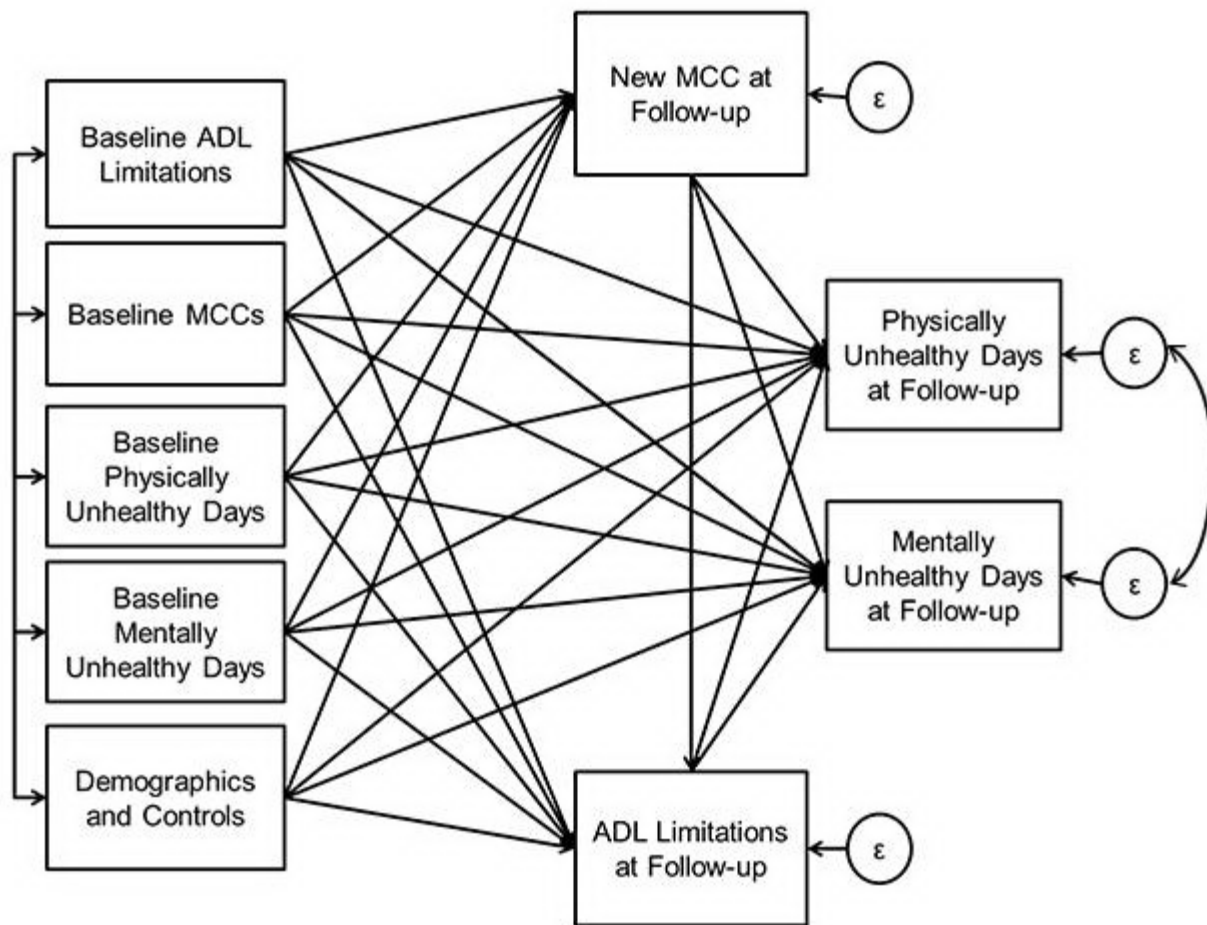 Baseline ADL
Limitations
Baseline MCCs
Baseline
Physically
Unhealthy Days
Baseline
Mentally
Unhealthy Days
Demographics
and Controls
New MCC at
Follow-up
ε
Physically
Unhealthy Days
at Follow-up
ε
Mentally
Unhealthy Days
at Follow-up
ε
ADL Limitations
at Follow-up
ε